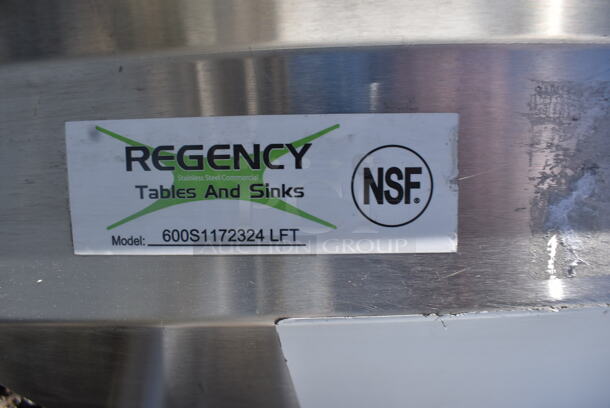 REGENCY
Stainless Steel Commercial
Tables And Sinks
NSF®
Model: 600S1172324 LFT
AUCTION GROUP